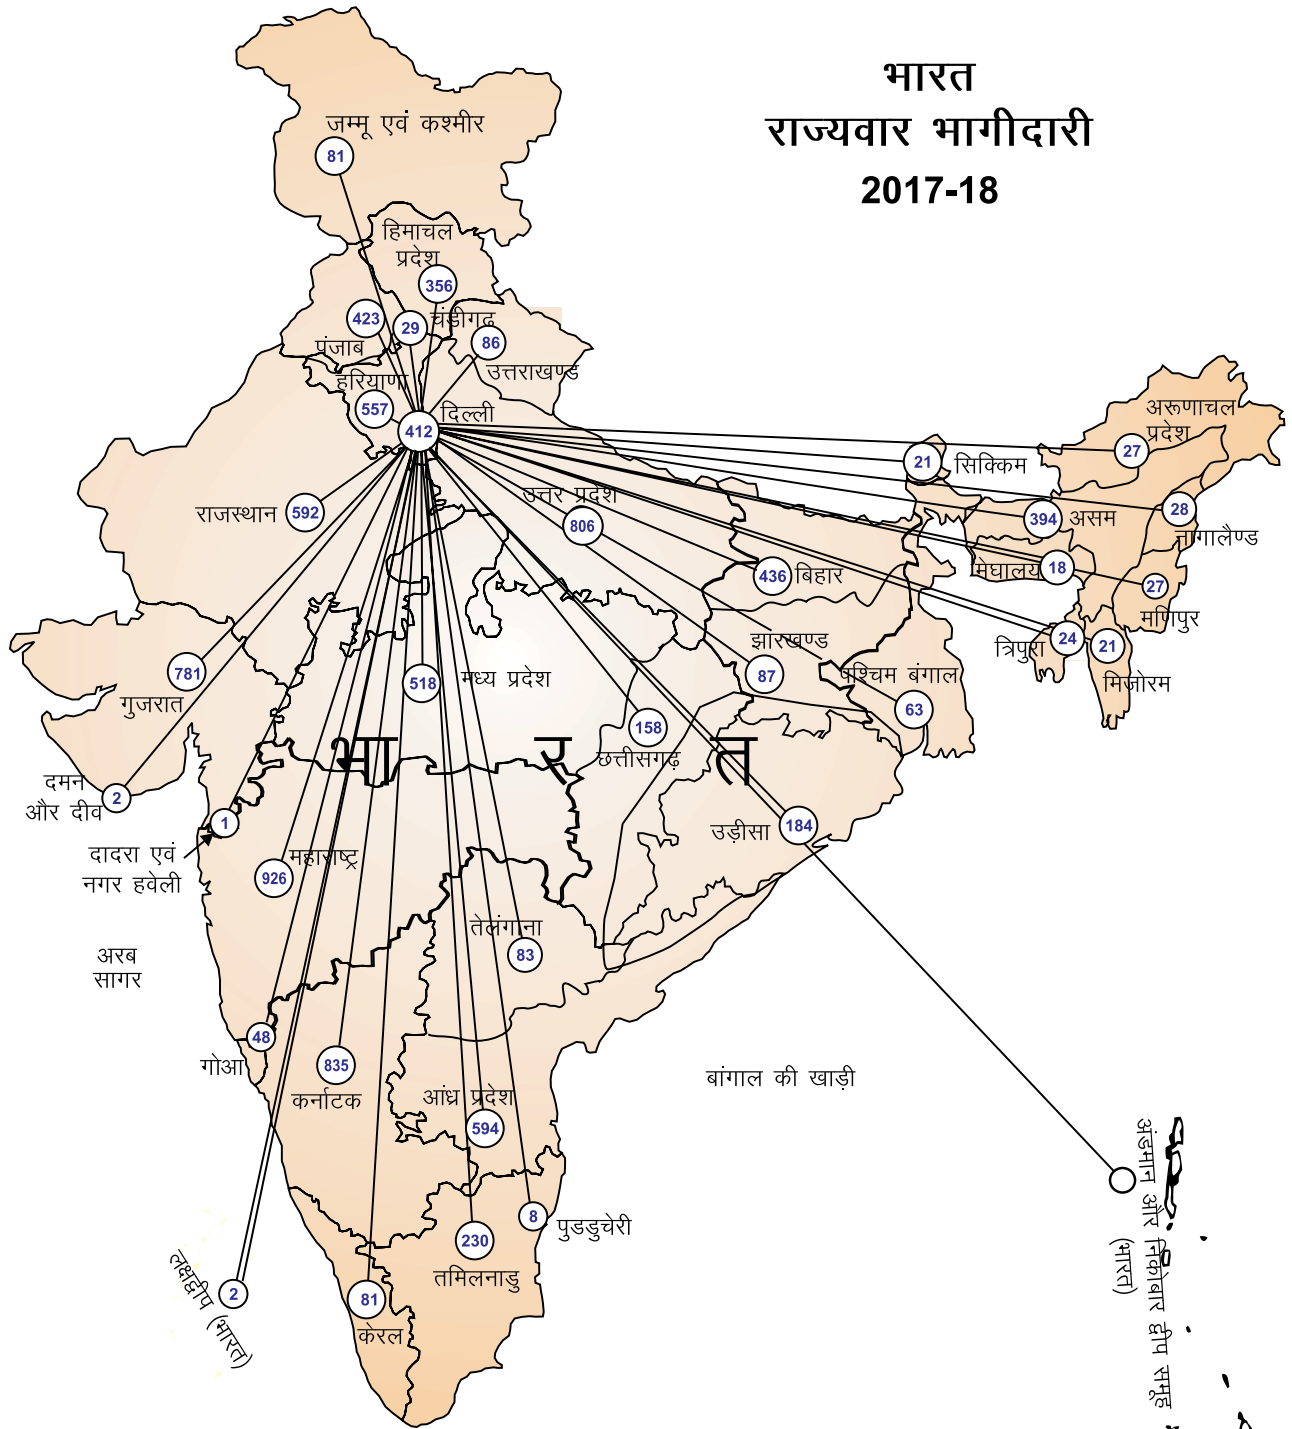 भारत
राज्यवार भागीदारी
2017-18
जम्मू एवं कश्मीर
81
हिमाचल
प्रदेश
356
423
29
चंडीगढ़
पंजाब
86
उत्तराखण्ड
हरियाणा
557
दिल्ली
412
अरूणाचल
प्रदेश
27
21
सिक्किम
राजस्थान
592
उत्तर प्रदेश
806
394
असम
28
नागालैण्ड
436
बिहार
मेघालय
18
27
मणिपुर
झारखण्ड
87
त्रिपुरा
24
21
मिजोरम
781
गुजरात
518
मध्य प्रदेश
पश्चिम बंगाल
63
158
छत्तीसगढ़
भा र त
दमन
और दीव
2
1
दादरा एवं
नगर हवेली
उड़ीसा
184
महाराष्ट्र
926
अरब
सागर
तेलंगाना
83
48
गोआ
835
कर्नाटक
आंध्र प्रदेश
594
बांगाल की खाड़ी
8
पुडडुचेरी
230
तमिलनाडु
2
लक्षद्वीप (भारत)
81
केरल
अंडमान और निकोबार द्वीप समूह
(भारत)